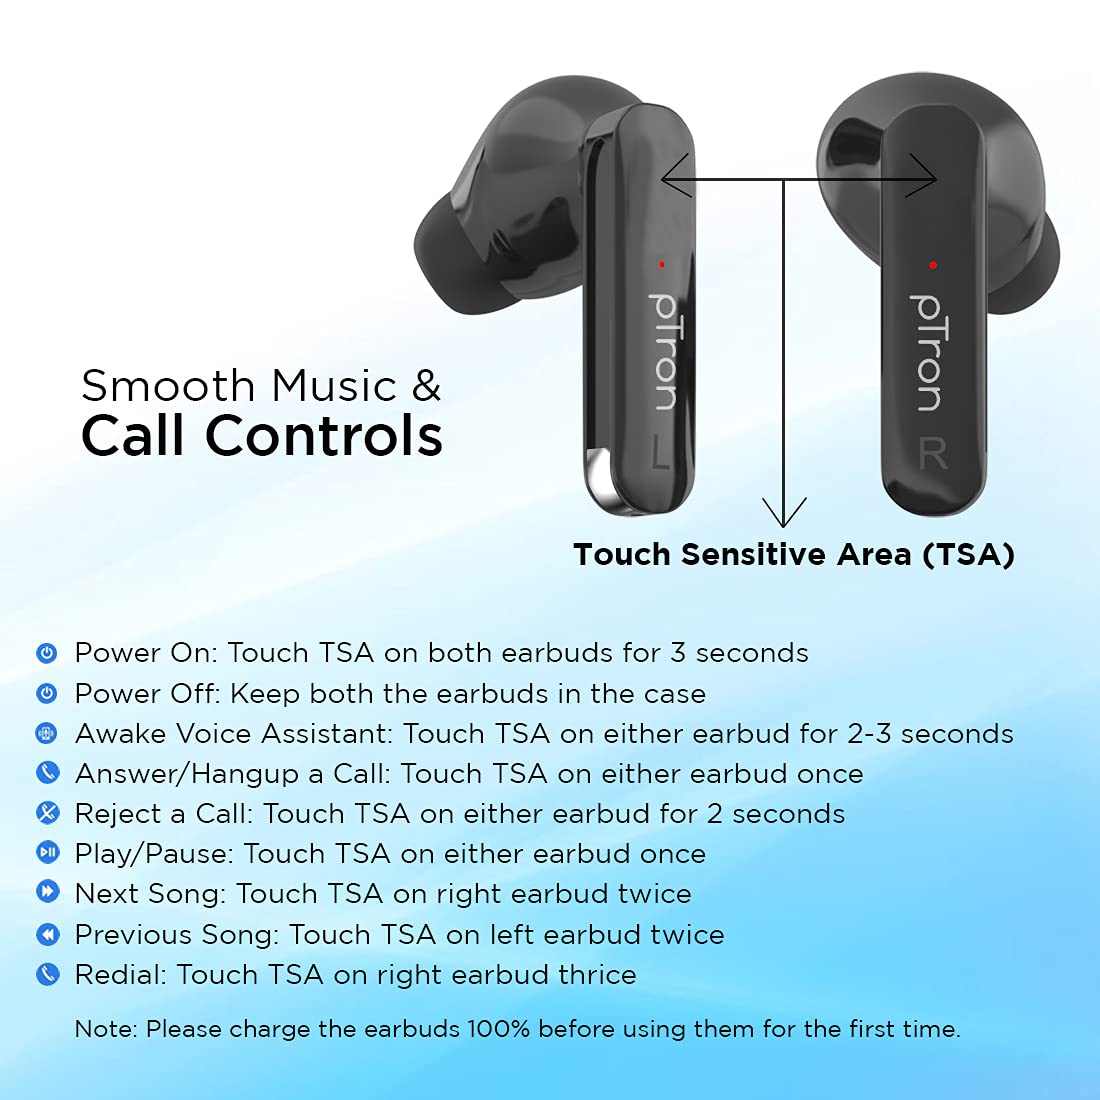 pTron
L
pTron
R
Smooth Music &
Call Controls
Touch Sensitive Area (TSA)
Power On: Touch TSA on both earbuds for 3 seconds
Power Off: Keep both the earbuds in the case
Awake Voice Assistant: Touch TSA on either earbud for 2-3 seconds
Answer/Hangup a Call: Touch TSA on either earbud once
Reject a Call: Touch TSA on either earbud for 2 seconds
Play/Pause: Touch TSA on either earbud once
Next Song: Touch TSA on right earbud twice
Previous Song: Touch TSA on left earbud twice
Redial: Touch TSA on right earbud thrice
Note: Please charge the earbuds 100% before using them for the first time.